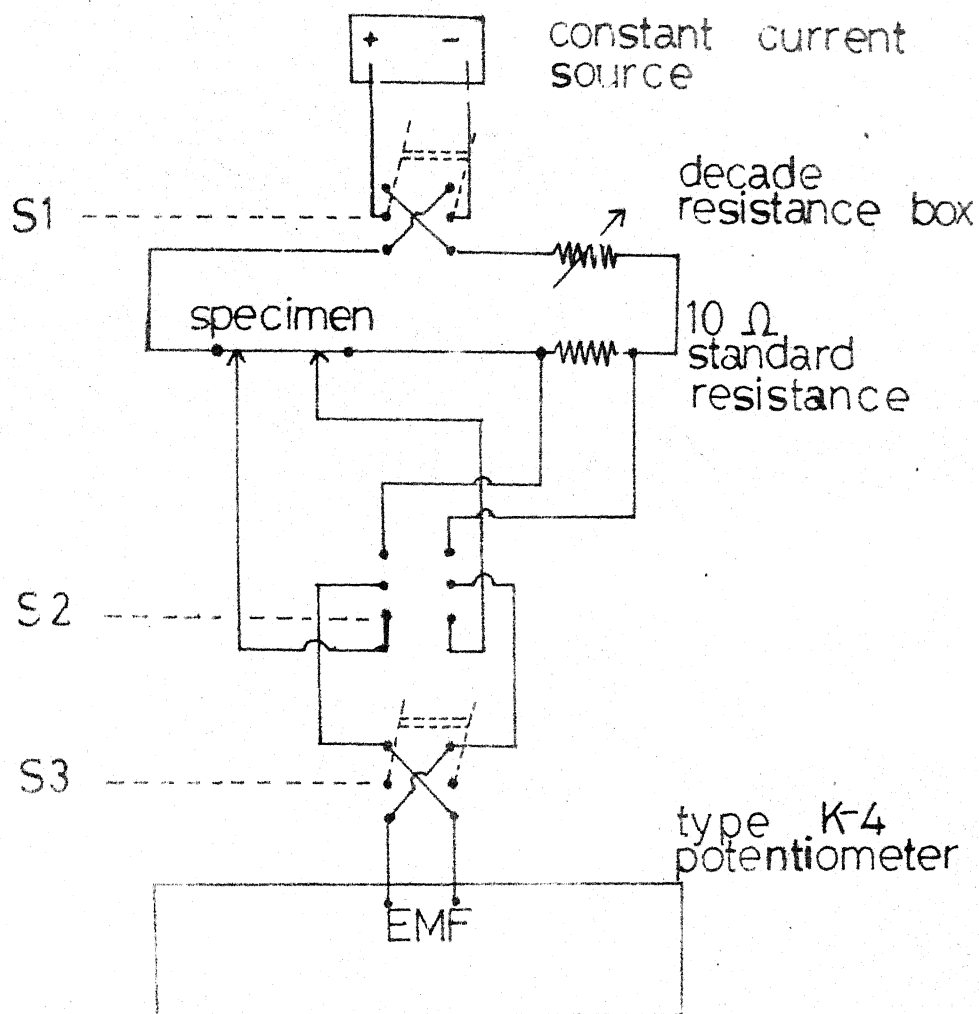 + -
constant current
source
decade
resistance box
S1
specimen
10 Ω
standard
resistance
S2
S3
type K-4
potentiometer
EMF